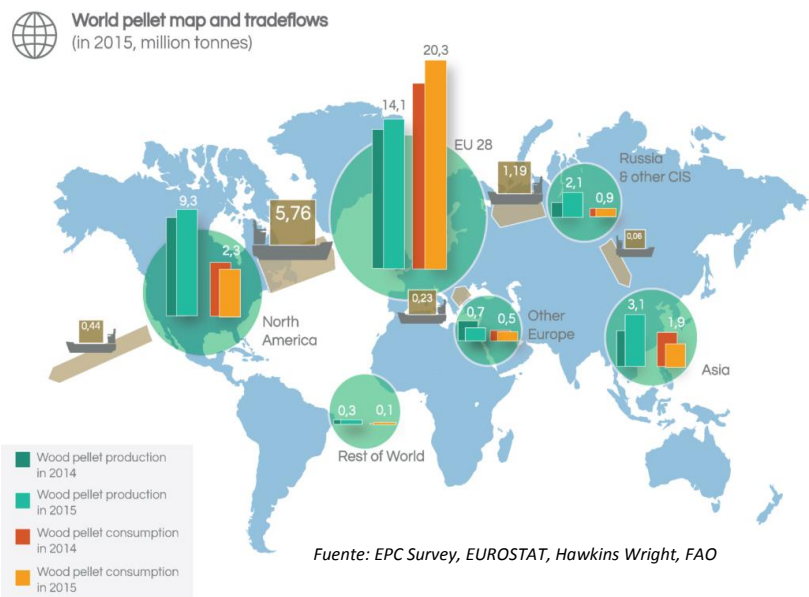 World pellet map and tradeflows
(in 2015, million tonnes)
20,3
14,1
EU 28
1,19
Russia
& other CIS
2,1
0,9
9,3
5,76
2,3
0,06
0,23
Other
Europe
0,7
0,5
3,1
1,9
0,44
North
America
Asia
0,3
0,1
Rest of World
Wood pellet production
in 2014
Wood pellet production
in 2015
Wood pellet consumption
in 2014
Wood pellet consumption
in 2015
Fuente: EPC Survey, EUROSTAT, Hawkins Wright, FAO